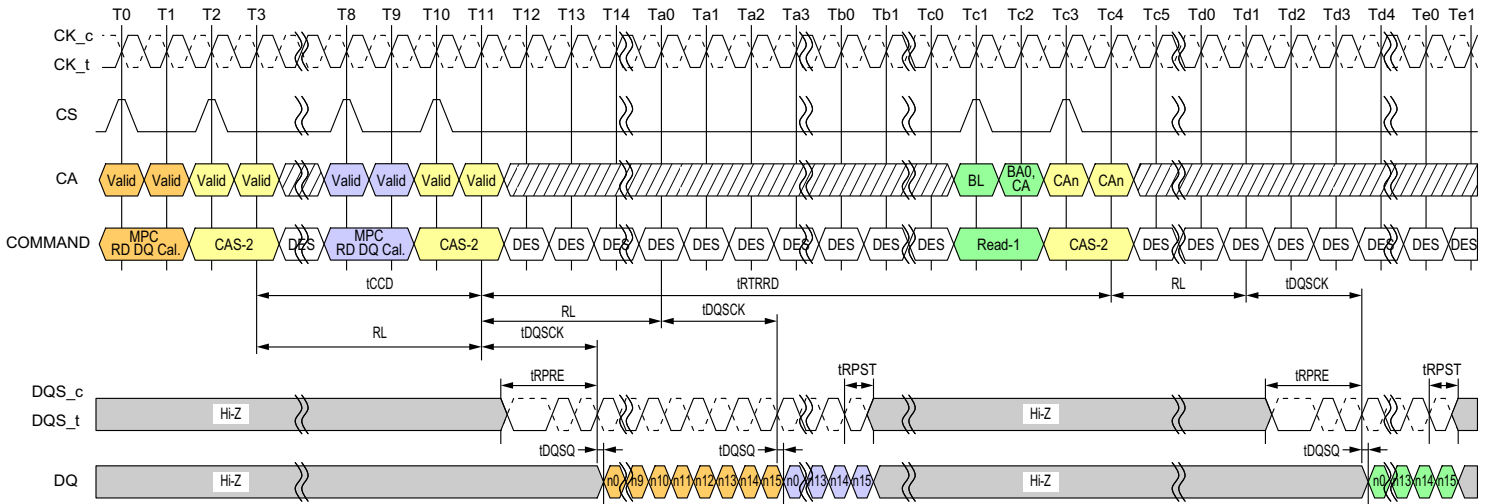 T0 T1 T2 T3 T8 T9 T10 T11 T12 T13 T14 Ta0 Ta1 Ta2 Ta3 Tb0 Tb1 Tc0 Tc1 Tc2 Tc3 Tc4 Tc5 Td0 Td1 Td2 Td3 Td4 Te0 Te1
CK_c
CK_t
CS
CA Valid Valid Valid Valid Valid Valid Valid Valid BL BA0, CA CAn CAn
COMMAND MPC RD DQ Cal. CAS-2 DES MPC RD DQ Cal. CAS-2 DES DES DES DES DES DES DES DES DES DES Read-1 CAS-2 DES DES DES DES DES DES DES DES
tCCD tRTRRD RL tDQSCK
RL tDQSCK
RL tDQSCK
tRPRE tRPST tRPRE tRPST
DQS_c
DQS_t Hi-Z Hi-Z
tDQSQ tDQSQ tDQSQ
DQ Hi-Z n0 n9 n10 n11 n12 n13 n14 n15 n0 n13 n14 n15 Hi-Z n0 n13 n14 n15